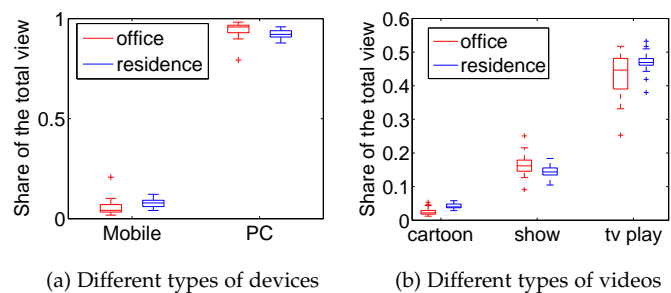 Share of the total view
1
0.5
0
office
residence
Mobile
PC
(a) Different types of devices
Share of the total view
0.6
0.5
0.4
0.3
0.2
0.1
0
office
residence
cartoon
show
tv play
(b) Different types of videos